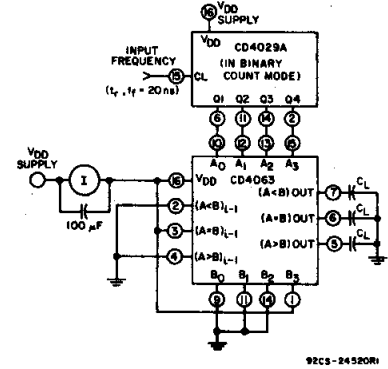 16 VDD SUPPLY
VDD
CD4029A
(IN BINARY COUNT MODE)
INPUT FREQUENCY
15 CL
(tr, tf = 20 ns)
Q1 Q2 Q3 Q4
6 11 14 2
10 12 13 15
A0 A1 A2 A3
VDD SUPPLY
I
100 µF
16 VDD
CD4063
2 (A<B)i-1
3 (A=B)i-1
4 (A>B)i-1
(A<B) OUT 7 CL
(A=B) OUT 6 CL
(A>B) OUT 5 CL
B0 B1 B2 B3
9 11 14 1
92CS-24520R1